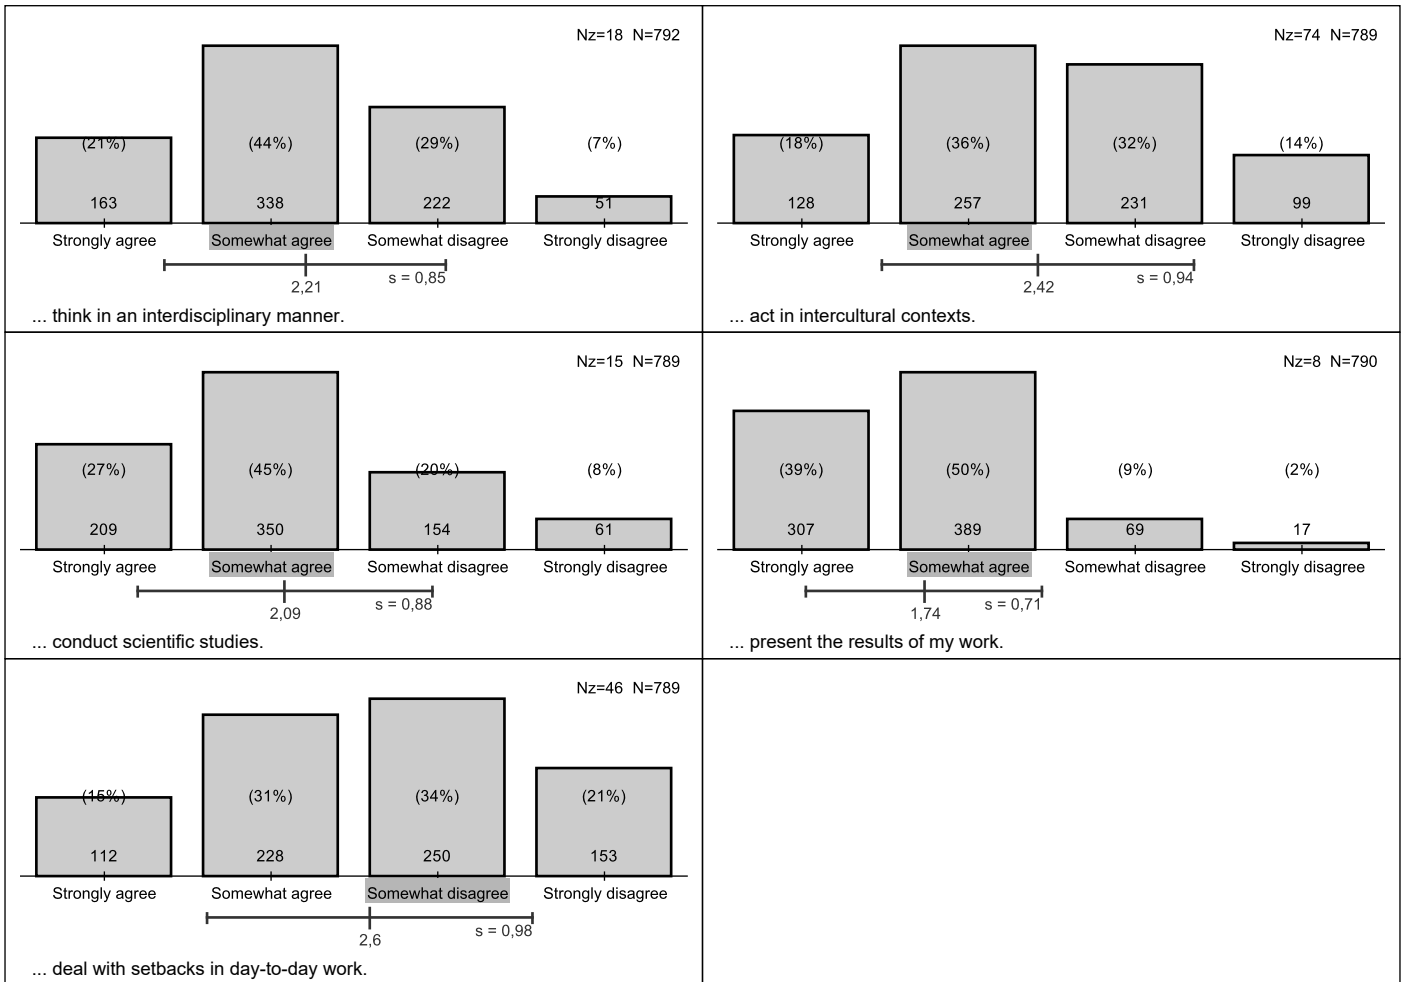 Nz=18 N=792
(21%) (44%) (29%) (7%)
163 338 222 51
Strongly agree Somewhat agree Somewhat disagree Strongly disagree
s = 0,85
2,21
... think in an interdisciplinary manner.
Nz=74 N=789
(18%) (36%) (32%) (14%)
128 257 231 99
Strongly agree Somewhat agree Somewhat disagree Strongly disagree
s = 0,94
2,42
... act in intercultural contexts.
Nz=15 N=789
(27%) (45%) (20%) (8%)
209 350 154 61
Strongly agree Somewhat agree Somewhat disagree Strongly disagree
s = 0,88
2,09
... conduct scientific studies.
Nz=8 N=790
(39%) (50%) (9%) (2%)
307 389 69 17
Strongly agree Somewhat agree Somewhat disagree Strongly disagree
s = 0,71
1,74
... present the results of my work.
Nz=46 N=789
(15%) (31%) (34%) (21%)
112 228 250 153
Strongly agree Somewhat agree Somewhat disagree Strongly disagree
s = 0,98
2,6
... deal with setbacks in day-to-day work.